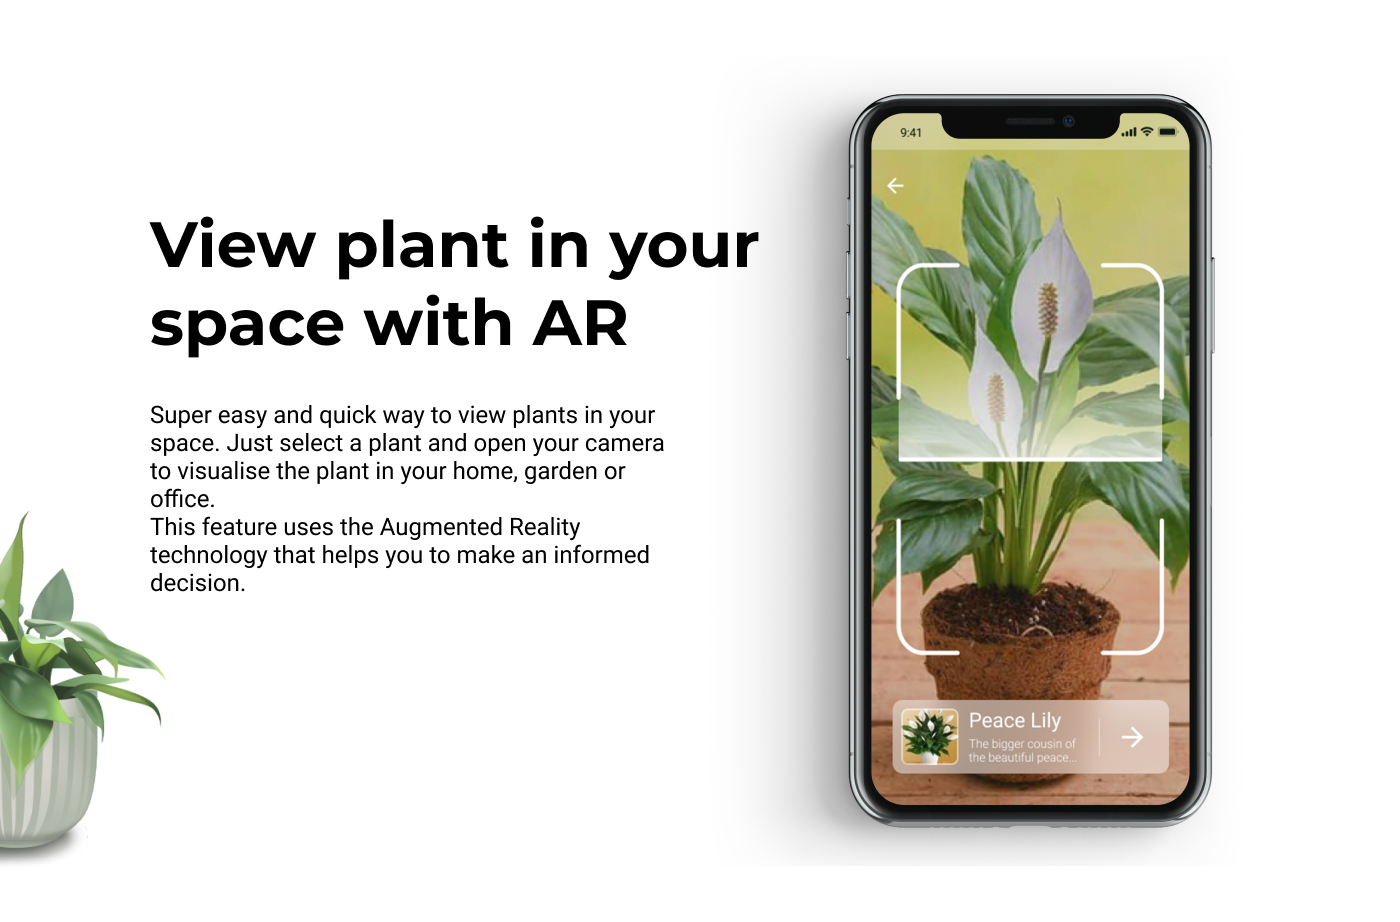 View plant in your
space with AR
Super easy and quick way to view plants in your
space. Just select a plant and open your camera
to visualise the plant in your home, garden or
office.
This feature uses the Augmented Reality
technology that helps you to make an informed
decision.
9:41
Peace Lily
The bigger cousin of
the beautiful peace...